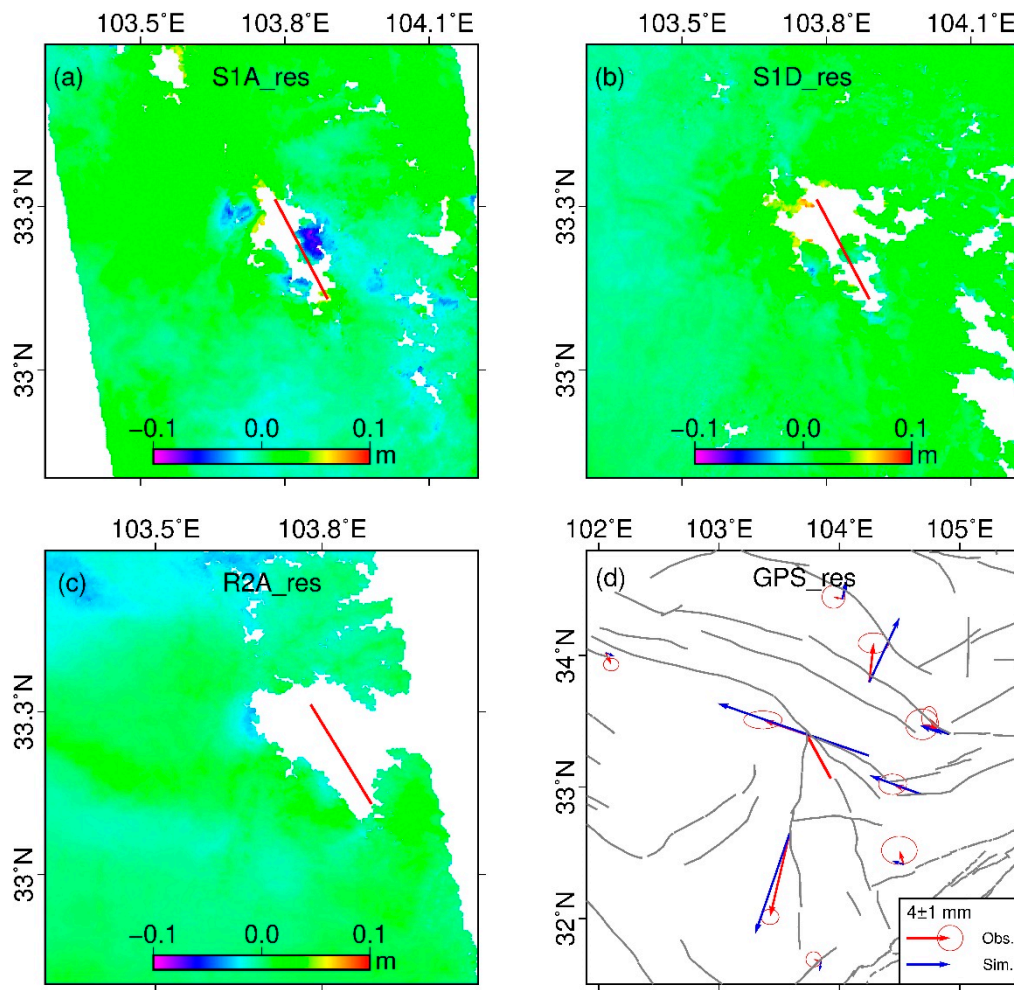 103.5°E 103.8°E 104.1°E
(a) S1A_res
33.3°N
33°N
−0.1 0.0 0.1
m
103.5°E 103.8°E 104.1°E
(b) S1D_res
33.3°N
33°N
−0.1 0.0 0.1
m
103.5°E 103.8°E
(c) R2A_res
33.3°N
33°N
−0.1 0.0 0.1
m
102°E 103°E 104°E 105°E
(d) GPS_res
34°N
33°N
32°N
4±1 mm
Obs.
Sim.